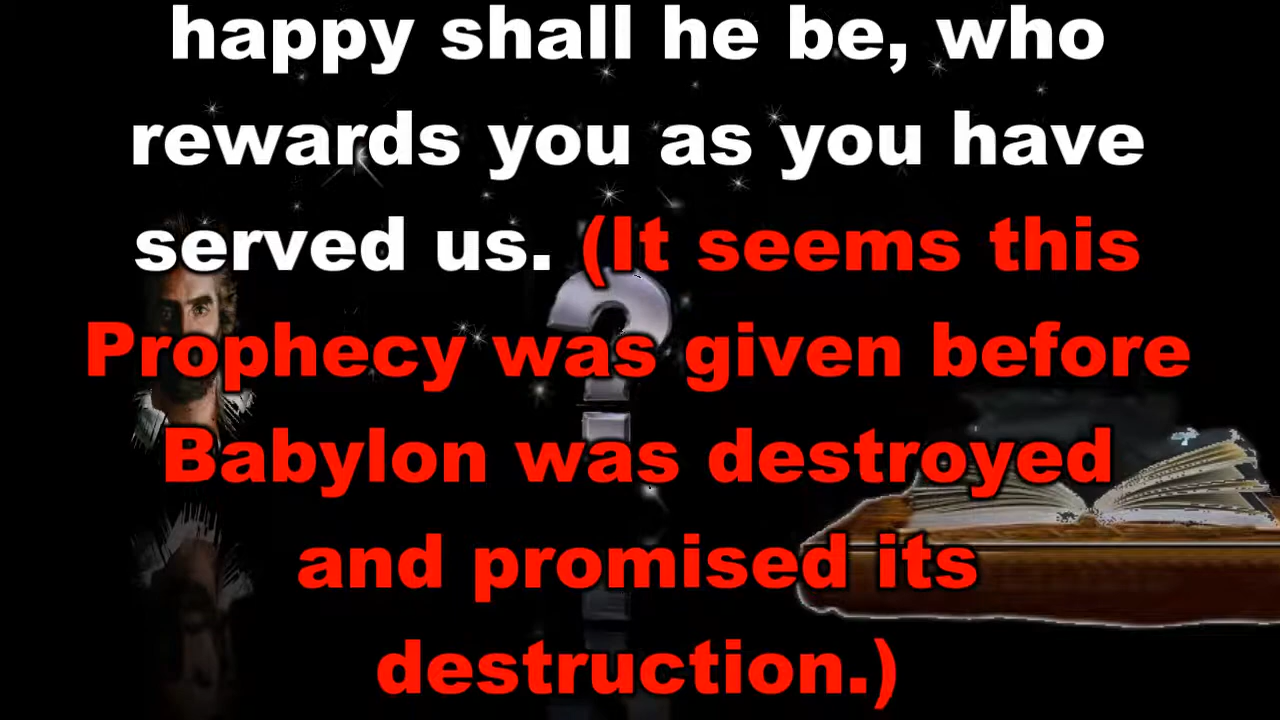 happy shall he be, who
rewards you as you have
served us. (It seems this
Prophecy was given before
Babylon was destroyed
and promised its
destruction.)